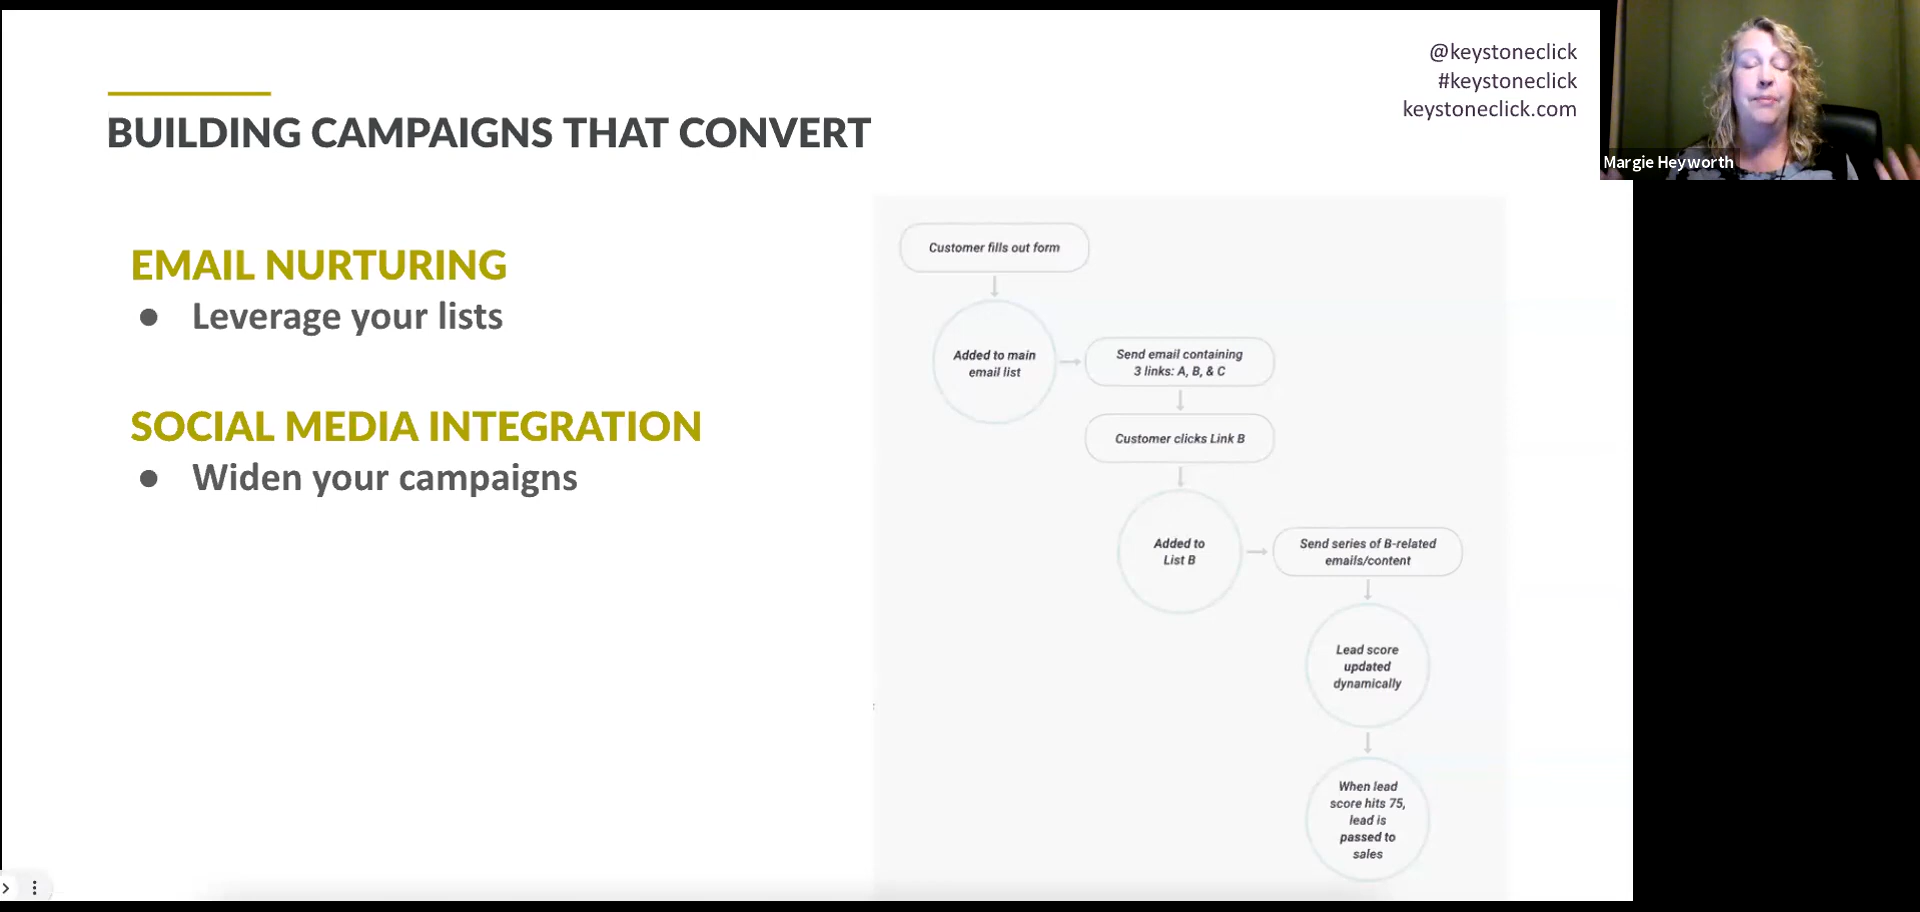 @keystoneclick
#keystoneclick
keystoneclick.com
Margie Heyworth
BUILDING CAMPAIGNS THAT CONVERT
EMAIL NURTURING
● Leverage your lists
SOCIAL MEDIA INTEGRATION
● Widen your campaigns
Customer fills out form
Added to main
email list
Send email containing
3 links: A, B, & C
Customer clicks Link B
Added to
List B
Send series of B-related
emails/content
Lead score
updated
dynamically
When lead
score hits 75,
lead is
passed to
sales